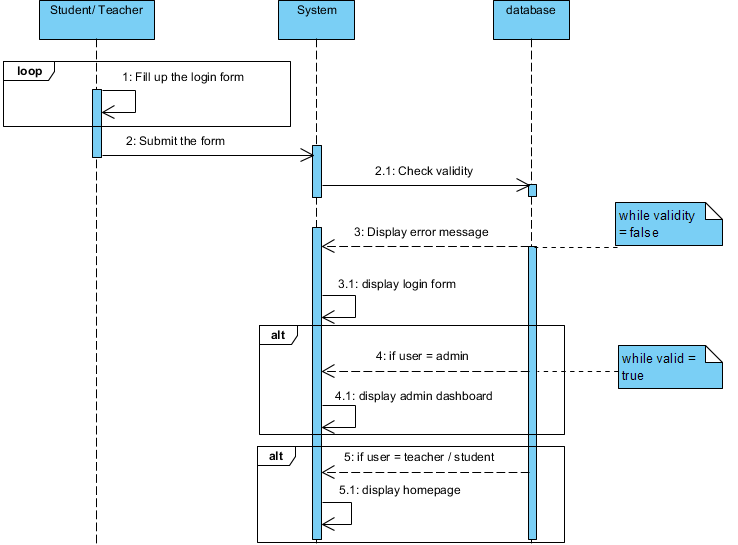 Student/ Teacher
System
database
loop
1: Fill up the login form
2: Submit the form
2.1: Check validity
while validity
= false
3: Display error message
3.1: display login form
alt
4: if user = admin
while valid =
true
4.1: display admin dashboard
alt
5: if user = teacher / student
5.1: display homepage